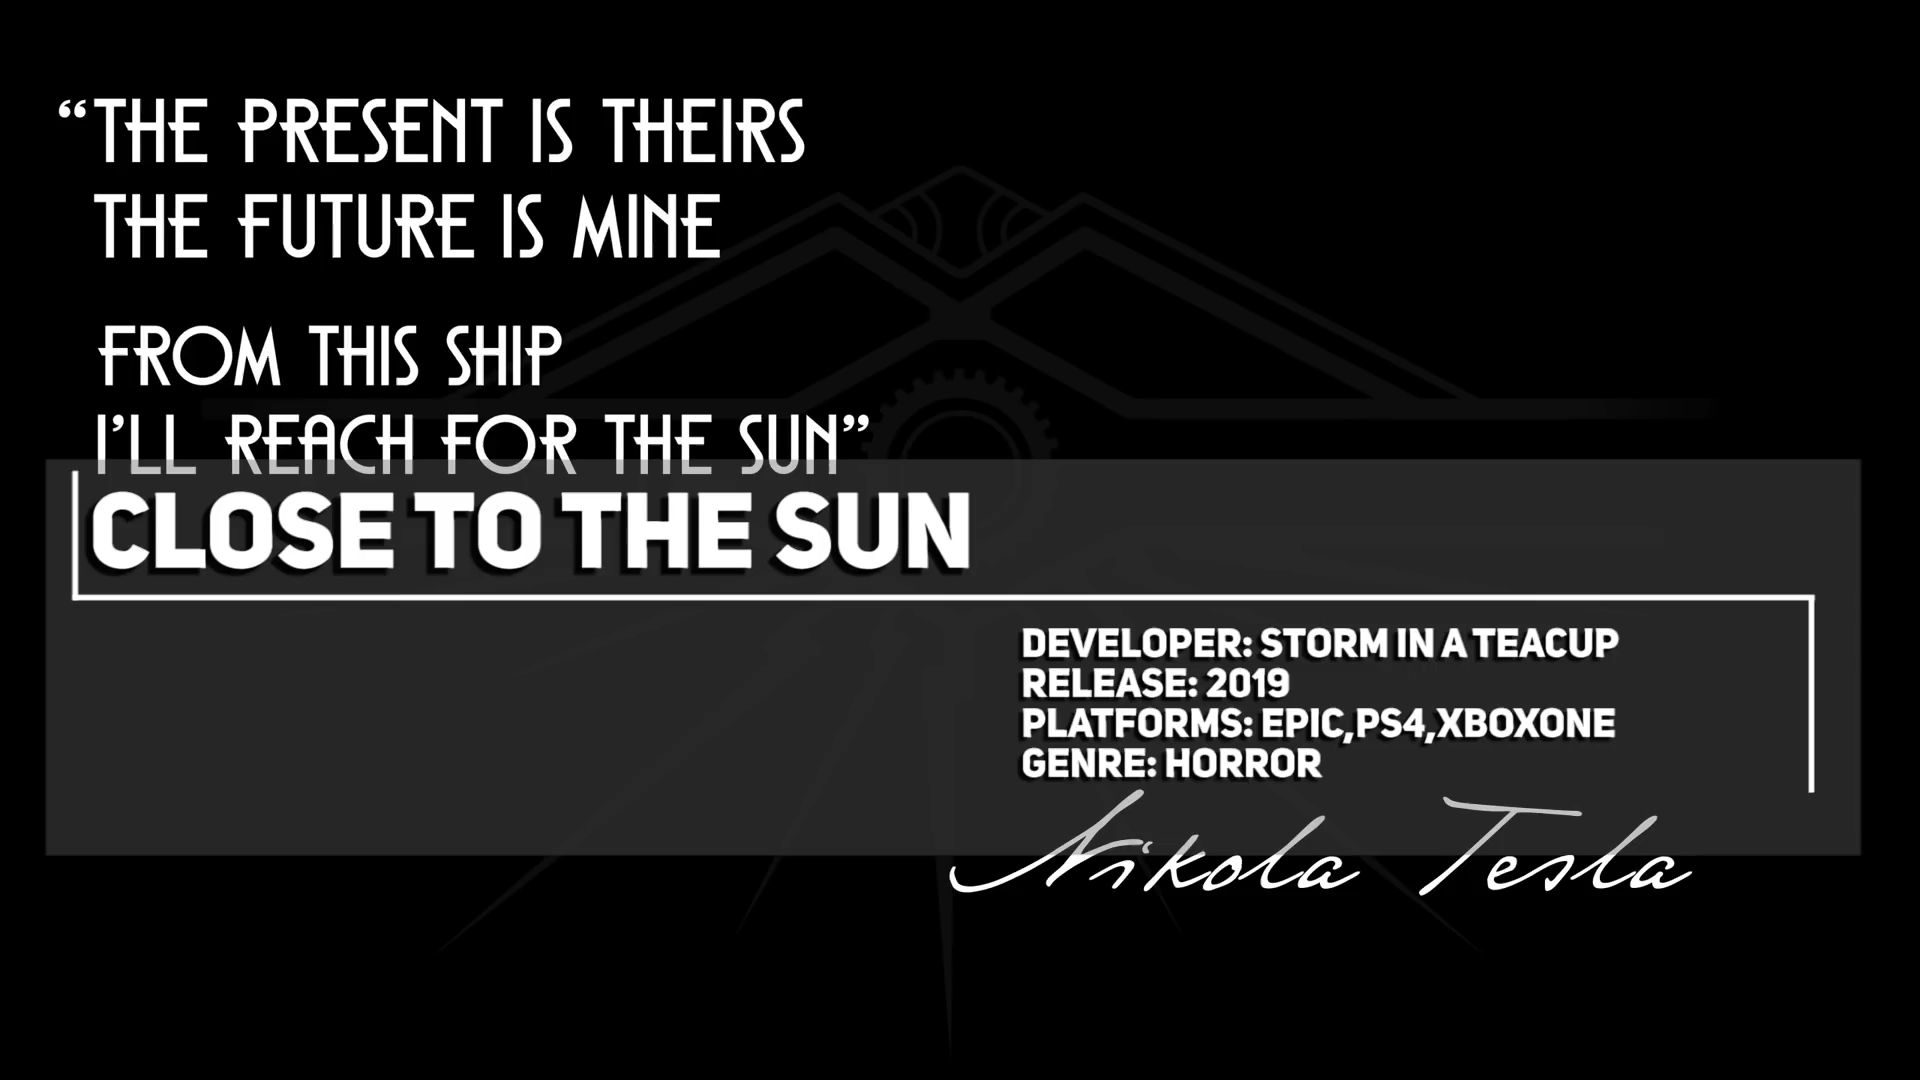 “THE PRESENT IS THEIRS
THE FUTURE IS MINE
FROM THIS SHIP
I’LL REACH FOR THE SUN”
CLOSE TO THE SUN
DEVELOPER: STORM IN A TEACUP
RELEASE: 2019
PLATFORMS: EPIC,PS4,XBOXONE
GENRE: HORROR
Nikola Tesla